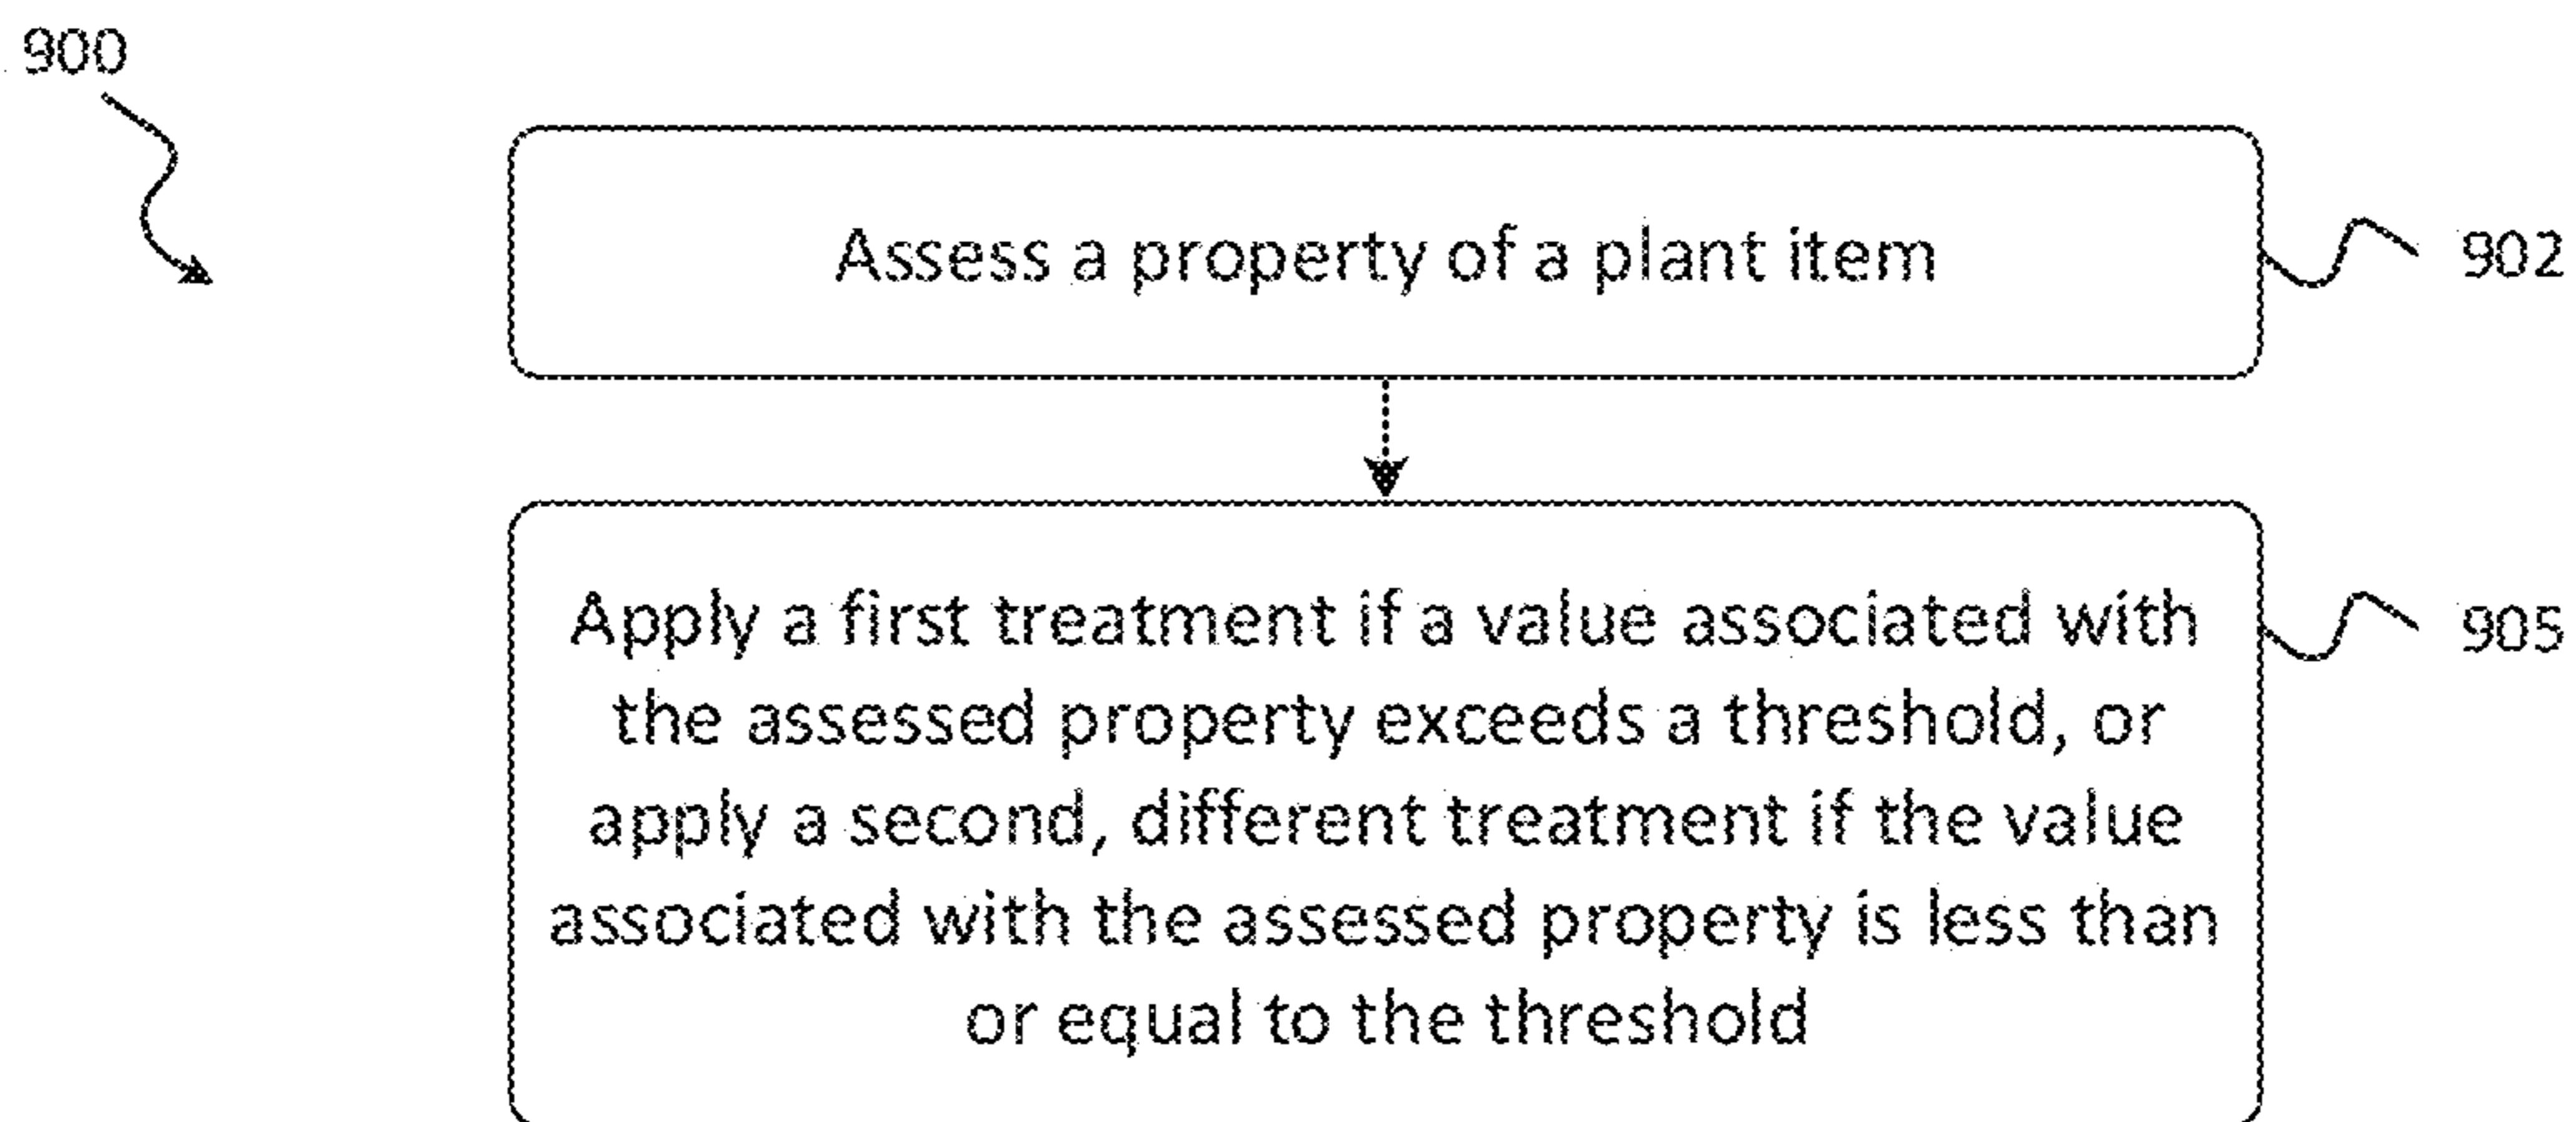 900
Assess a property of a plant item
902
Apply a first treatment if a value associated with
the assessed property exceeds a threshold, or
apply a second, different treatment if the value
associated with the assessed property is less than
or equal to the threshold
905